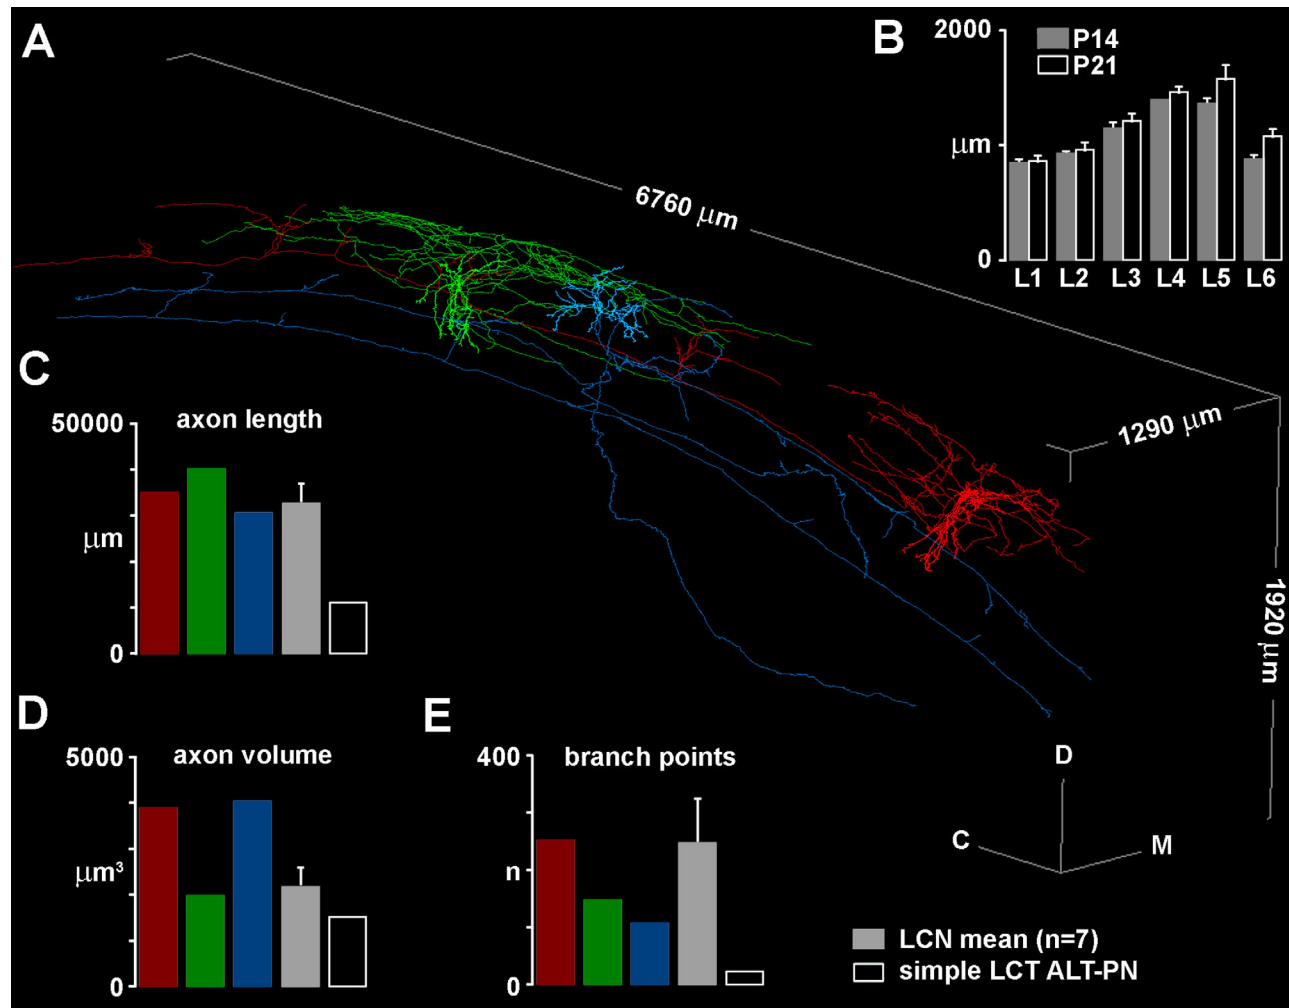 A
6760 µm
1290 µm
1920 µm
B
2000
P14
P21
µm
0
L1 L2 L3 L4 L5 L6
C
axon length
50000
µm
0
D
axon volume
5000
µm³
0
E
branch points
400
n
0
D
C
M
LCN mean (n=7)
simple LCT ALT-PN